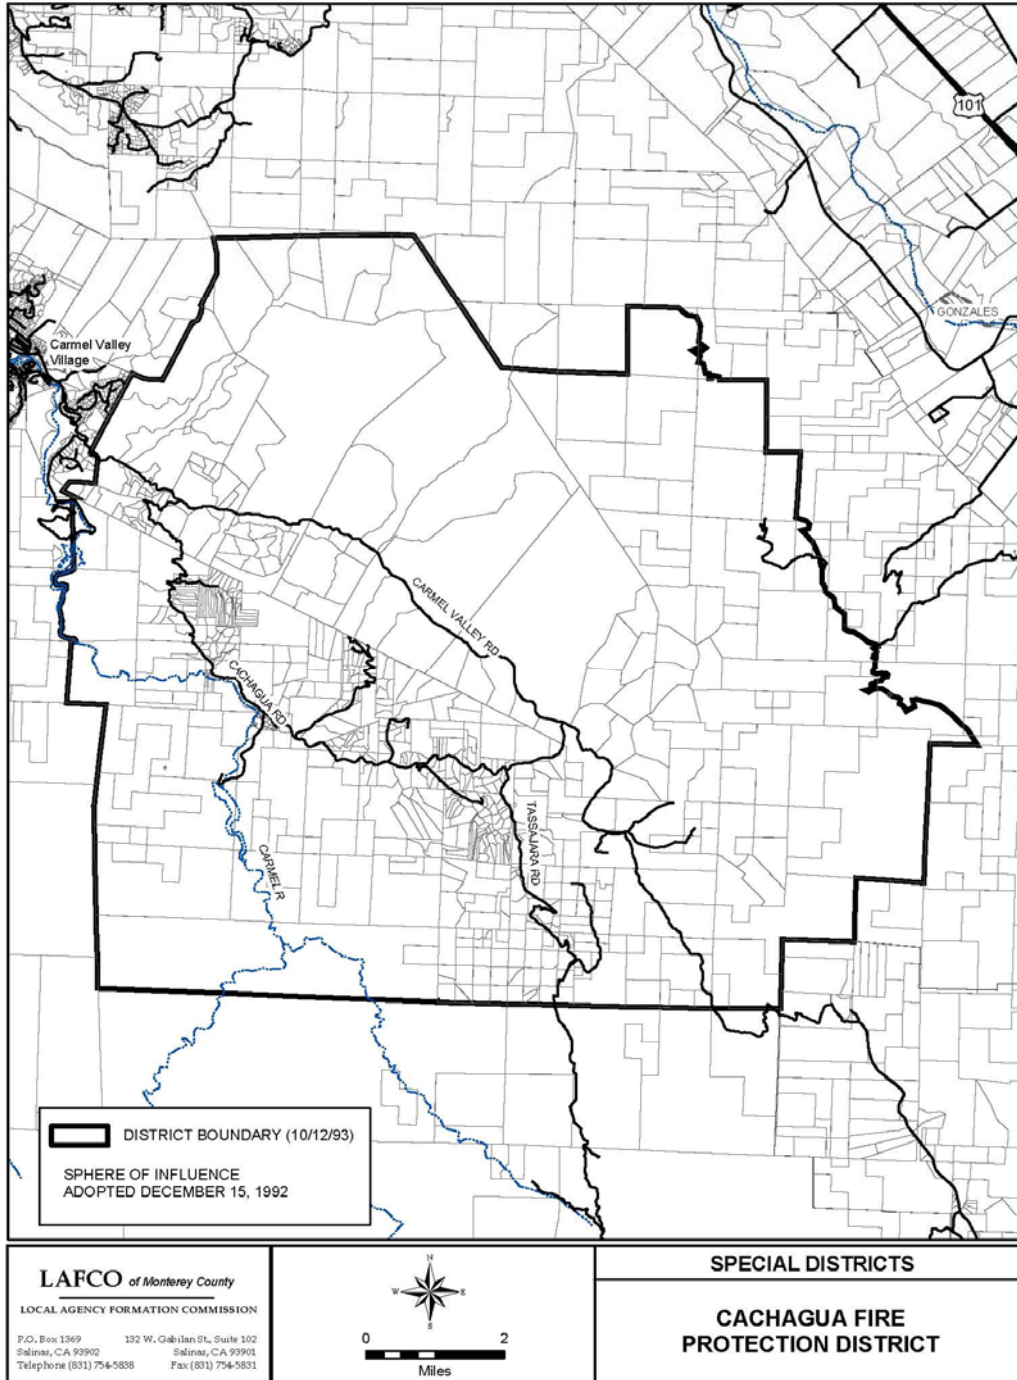 101
GONZALES
Carmel Valley
Village
CARMEL VALLEY RD
CACHAGUA RD
TASSAJARA RD
CARMEL R
DISTRICT BOUNDARY (10/12/93)
SPHERE OF INFLUENCE
ADOPTED DECEMBER 15, 1992
LAFCO of Monterey County
LOCAL AGENCY FORMATION COMMISSION
P.O. Box 1369 132 W. Gabilan St., Suite 102
Salinas, CA 93902 Salinas, CA 93901
Telephone (831) 754-5838 Fax (831) 754-5831
N
W E
S
0 2
Miles
SPECIAL DISTRICTS
CACHAGUA FIRE
PROTECTION DISTRICT